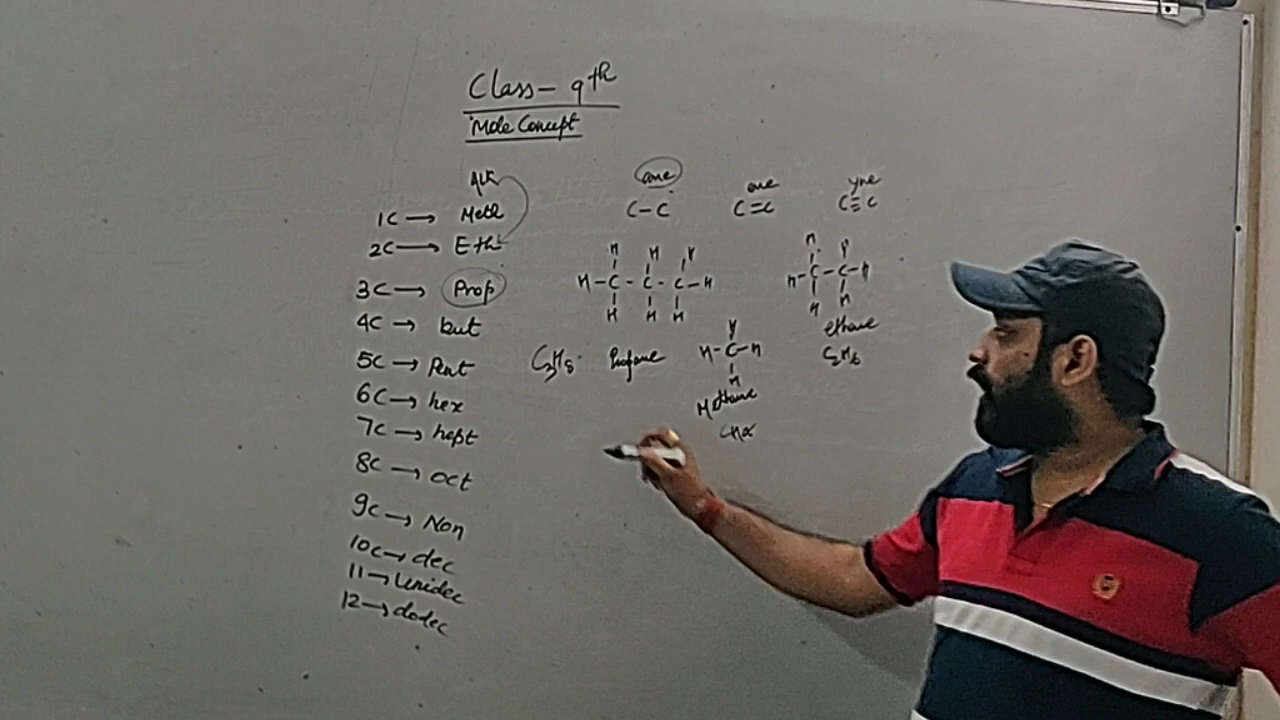 Class - 9th
Mole Concept
Alk
1C → Meth
2C → Eth
3C → Prop
4C → but
5C → Pent
6C → hex
7C → hept
8C → oct
9C → Non
10C → dec
11 → Unidec
12 → dodec
ane
C-C
ene
C=C
yne
C≡C
H H H
H-C-C-C-H
H H H
C3H8 Propane
H
H-C-H
H
Methane
CH4
H H
H-C-C-H
H H
ethane
C2H6